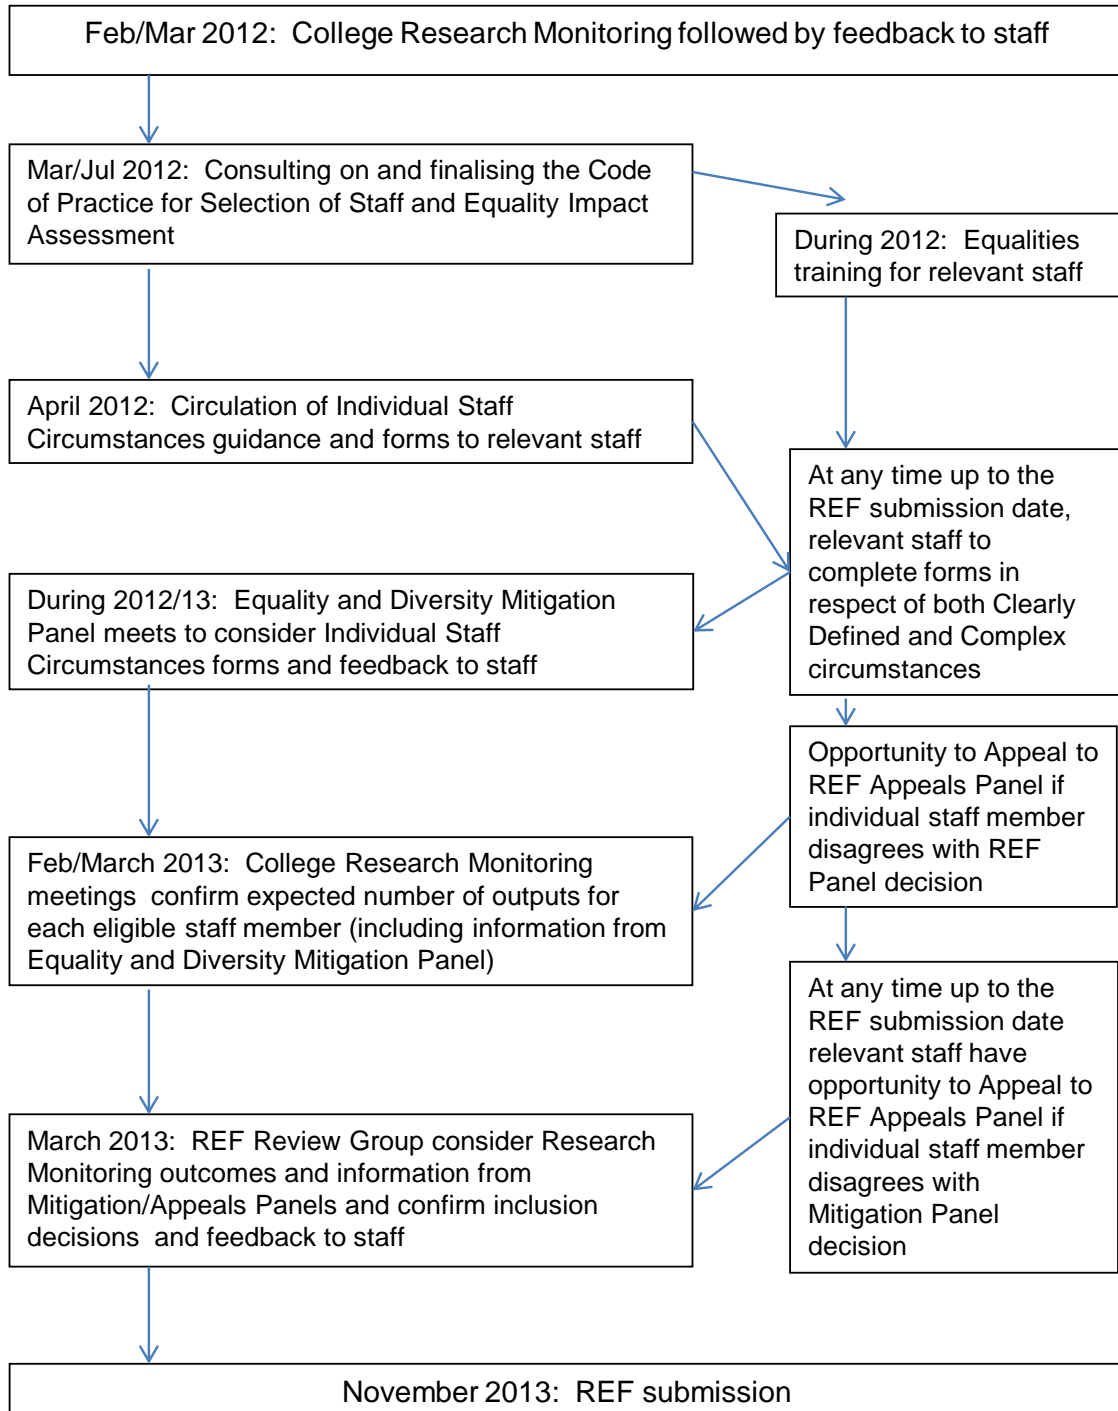 Feb/Mar 2012: College Research Monitoring followed by feedback to staff
Mar/Jul 2012: Consulting on and finalising the Code
of Practice for Selection of Staff and Equality Impact
Assessment
During 2012: Equalities
training for relevant staff
April 2012: Circulation of Individual Staff
Circumstances guidance and forms to relevant staff
At any time up to the
REF submission date,
relevant staff to
complete forms in
respect of both Clearly
Defined and Complex
circumstances
During 2012/13: Equality and Diversity Mitigation
Panel meets to consider Individual Staff
Circumstances forms and feedback to staff
Opportunity to Appeal to
REF Appeals Panel if
individual staff member
disagrees with REF
Panel decision
Feb/March 2013: College Research Monitoring
meetings confirm expected number of outputs for
each eligible staff member (including information from
Equality and Diversity Mitigation Panel)
At any time up to the
REF submission date
relevant staff have
opportunity to Appeal to
REF Appeals Panel if
individual staff member
disagrees with
Mitigation Panel
decision
March 2013: REF Review Group consider Research
Monitoring outcomes and information from
Mitigation/Appeals Panels and confirm inclusion
decisions and feedback to staff
November 2013: REF submission